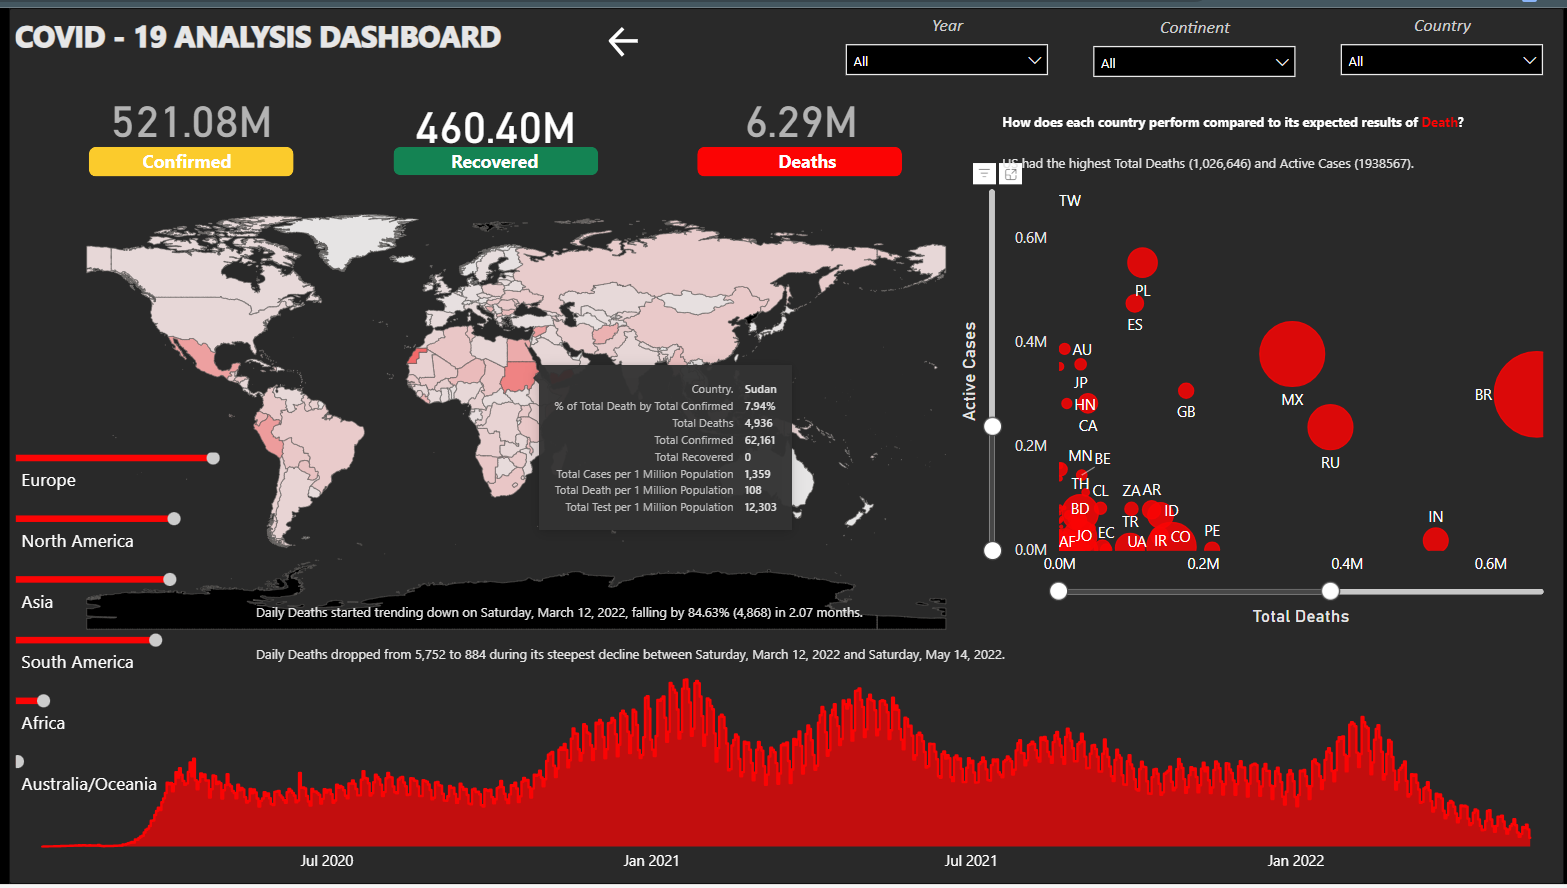 COVID - 19 ANALYSIS DASHBOARD
Year
Continent
Country
All
All
All
521.08M
Confirmed
460.40M
Recovered
6.29M
Deaths
How does each country perform compared to its expected results of Death?
US had the highest Total Deaths (1,026,646) and Active Cases (1938567).
Country. Sudan
% of Total Death by Total Confirmed 7.94%
Total Deaths 4,936
Total Confirmed 62,161
Total Recovered 0
Total Cases per 1 Million Population 1,359
Total Death per 1 Million Population 108
Total Test per 1 Million Population 12,303
Europe
North America
Asia
South America
Africa
Australia/Oceania
Active Cases
0.6M
0.4M
0.2M
0.0M
TW
PL
ES
AU
JP
HN
CA
GB
MX
BR
RU
MN
BE
TH
CL
ZA
AR
BD
TR
ID
AF
JO
EC
UA
IR
CO
PE
IN
0.0M
0.2M
0.4M
0.6M
Total Deaths
Daily Deaths started trending down on Saturday, March 12, 2022, falling by 84.63% (4,868) in 2.07 months.
Daily Deaths dropped from 5,752 to 884 during its steepest decline between Saturday, March 12, 2022 and Saturday, May 14, 2022.
Jul 2020
Jan 2021
Jul 2021
Jan 2022